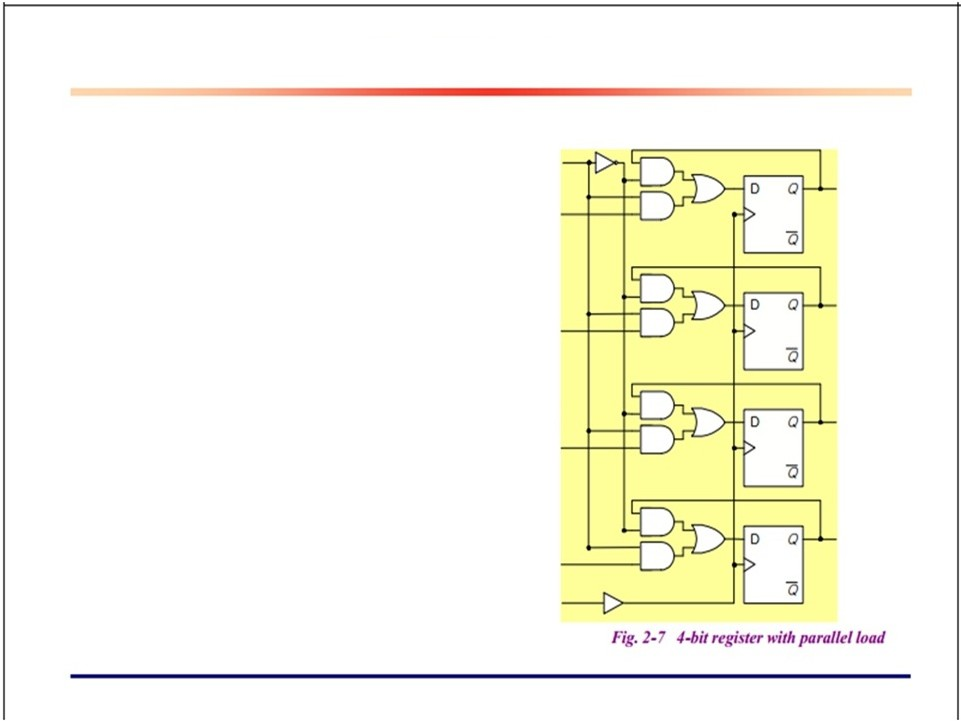 D Q
Q̅
D Q
Q̅
D Q
Q̅
D Q
Q̅
Fig. 2-7 4-bit register with parallel load